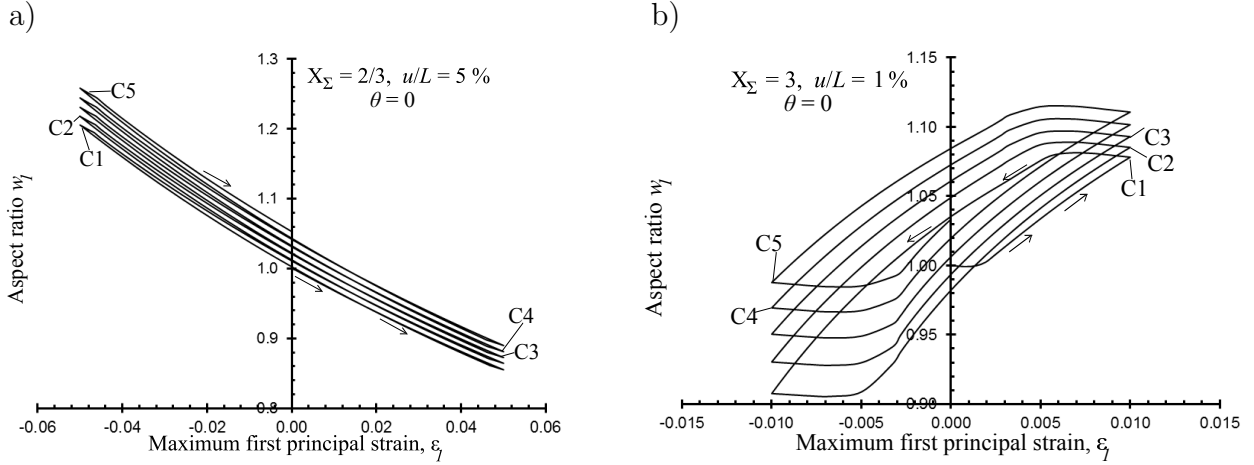 a)
1.3
X_Σ = 2/3, u/L = 5 %
θ = 0
C5
C2
C1
1.2
1.1
1.0
0.9
0.8
C4
C3
Aspect ratio w_I
-0.06
-0.04
-0.02
0.00
0.02
0.04
0.06
Maximum first principal strain, ε_I
b)
1.15
X_Σ = 3, u/L = 1 %
θ = 0
1.10
C3
C2
C1
1.05
C5
1.00
C4
0.95
0.90
Aspect ratio w_I
-0.015
-0.010
-0.005
0.000
0.005
0.010
0.015
Maximum first principal strain, ε_I